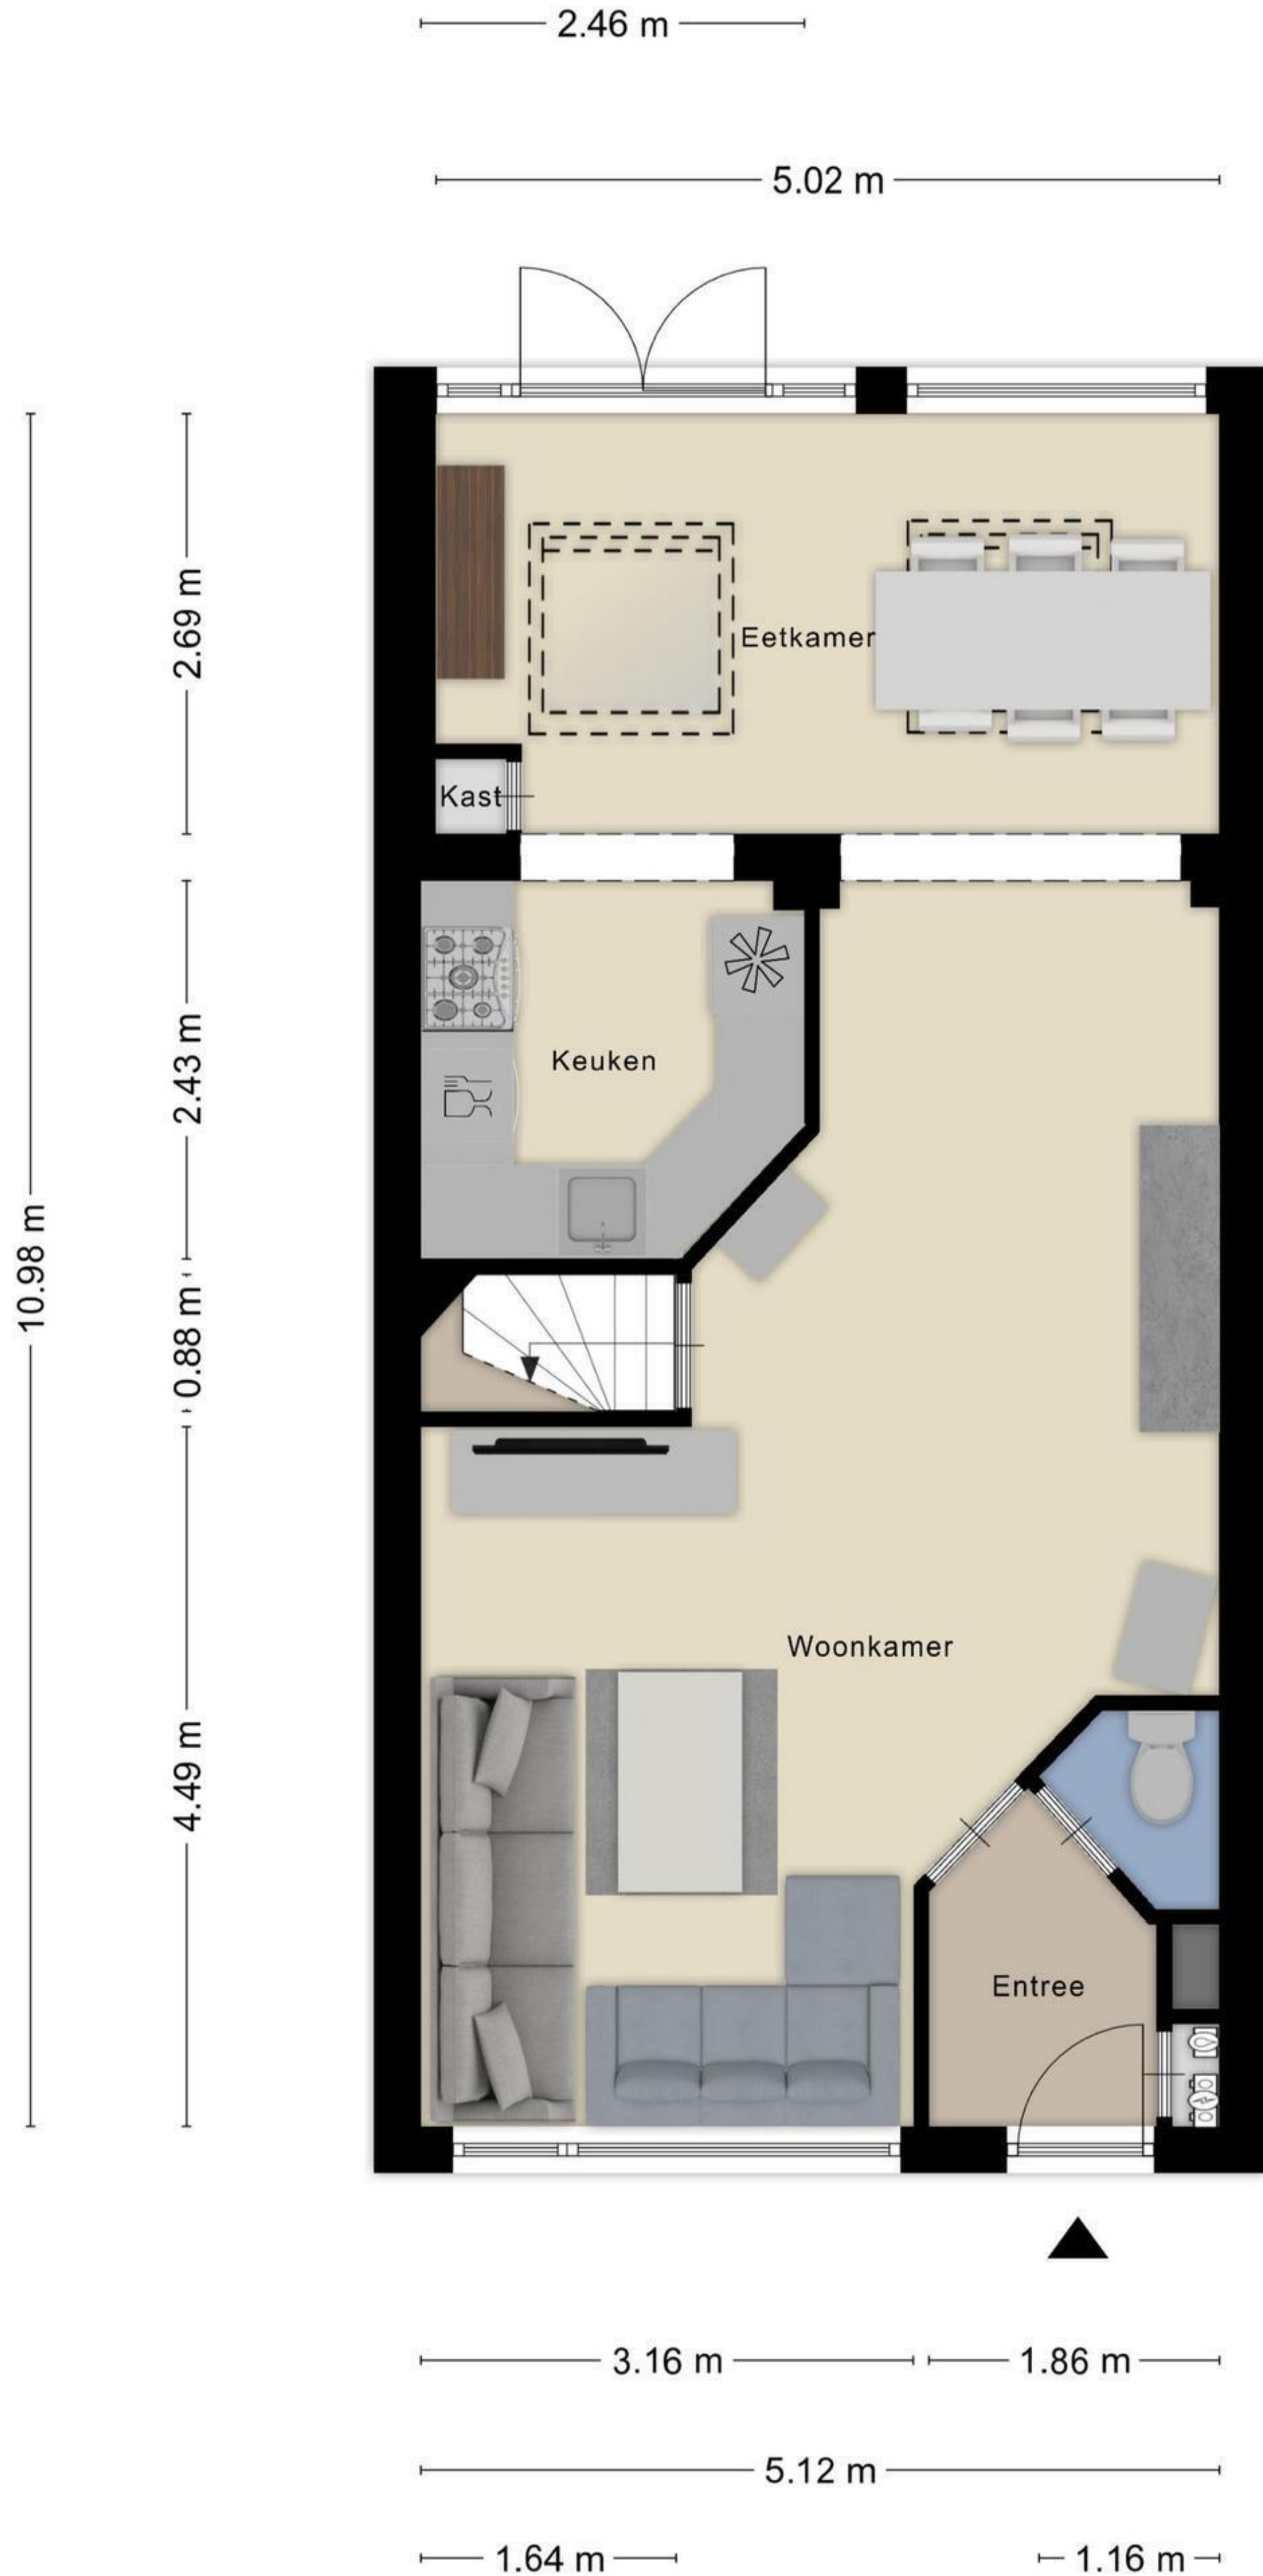 2.46 m
5.02 m
2.69 m
Eetkamer
Kast
2.43 m
Keuken
10.98 m
0.88 m
Woonkamer
4.49 m
Entree
3.16 m
1.86 m
5.12 m
1.64 m
1.16 m